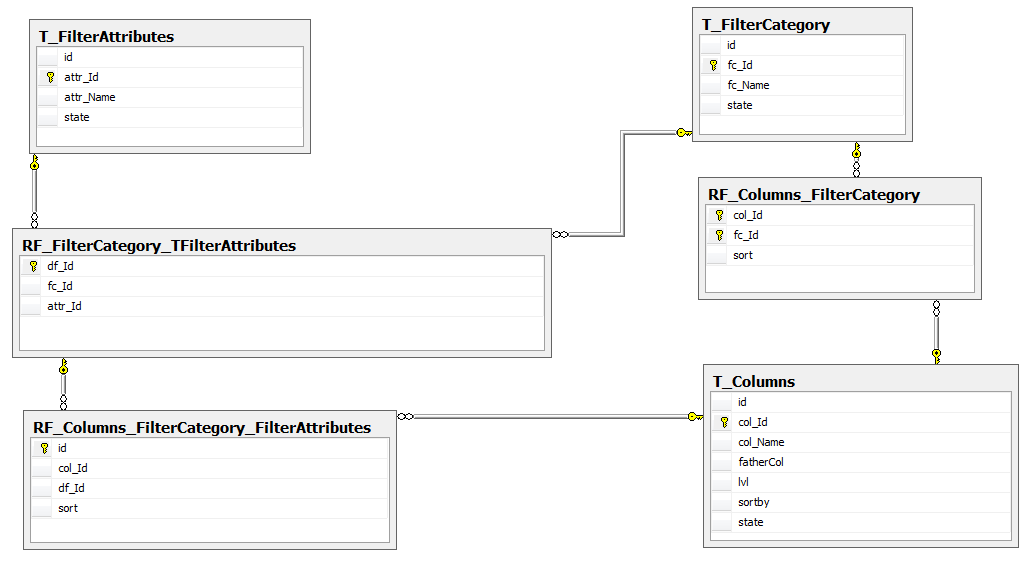 T_FilterAttributes
id
attr_Id
attr_Name
state
T_FilterCategory
id
fc_Id
fc_Name
state
RF_Columns_FilterCategory
col_Id
fc_Id
sort
RF_FilterCategory_TFilterAttributes
df_Id
fc_Id
attr_Id
T_Columns
id
col_Id
col_Name
fatherCol
lvl
sortby
state
RF_Columns_FilterCategory_FilterAttributes
id
col_Id
df_Id
sort